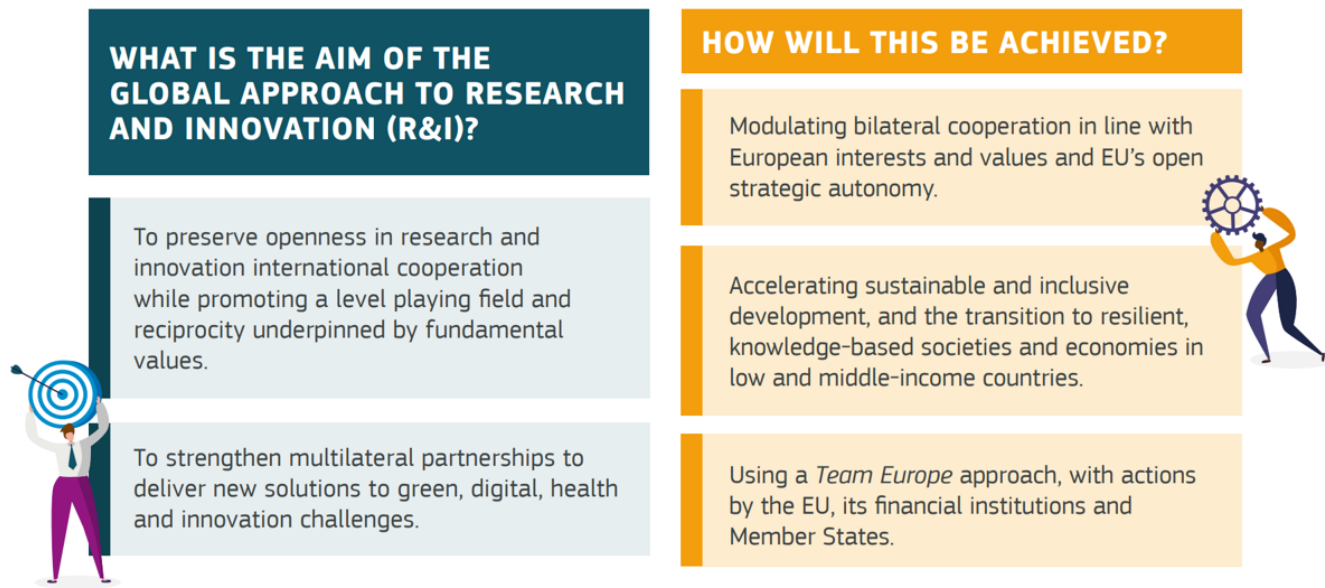 WHAT IS THE AIM OF THE
GLOBAL APPROACH TO RESEARCH
AND INNOVATION (R&I)?
To preserve openness in research and
innovation international cooperation
while promoting a level playing field and
reciprocity underpinned by fundamental
values.
To strengthen multilateral partnerships to
deliver new solutions to green, digital, health
and innovation challenges.
HOW WILL THIS BE ACHIEVED?
Modulating bilateral cooperation in line with
European interests and values and EU’s open
strategic autonomy.
Accelerating sustainable and inclusive
development, and the transition to resilient,
knowledge-based societies and economies in
low and middle-income countries.
Using a Team Europe approach, with actions
by the EU, its financial institutions and
Member States.